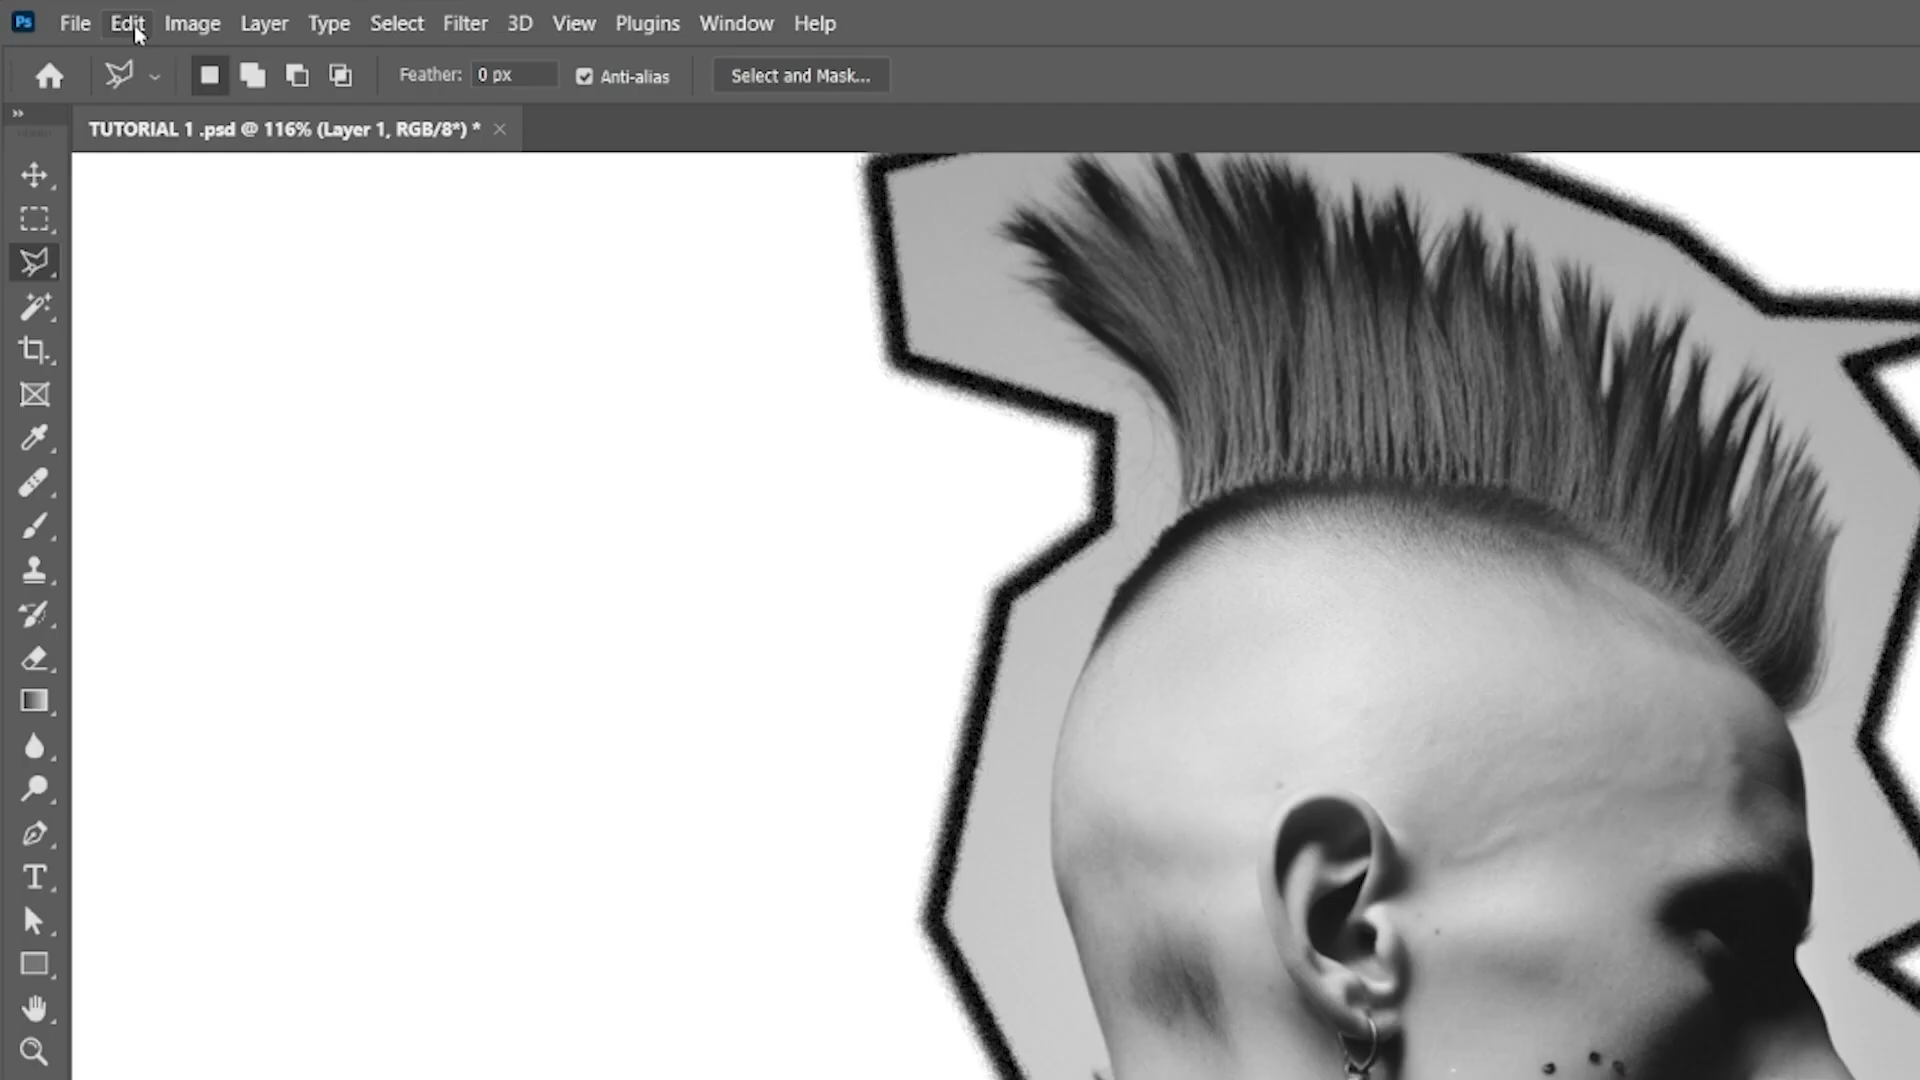 Ps File Edit Image Layer Type Select Filter 3D View Plugins Window Help
Feather: 0 px Anti-alias Select and Mask...
TUTORIAL 1 .psd @ 116% (Layer 1, RGB/8*) *